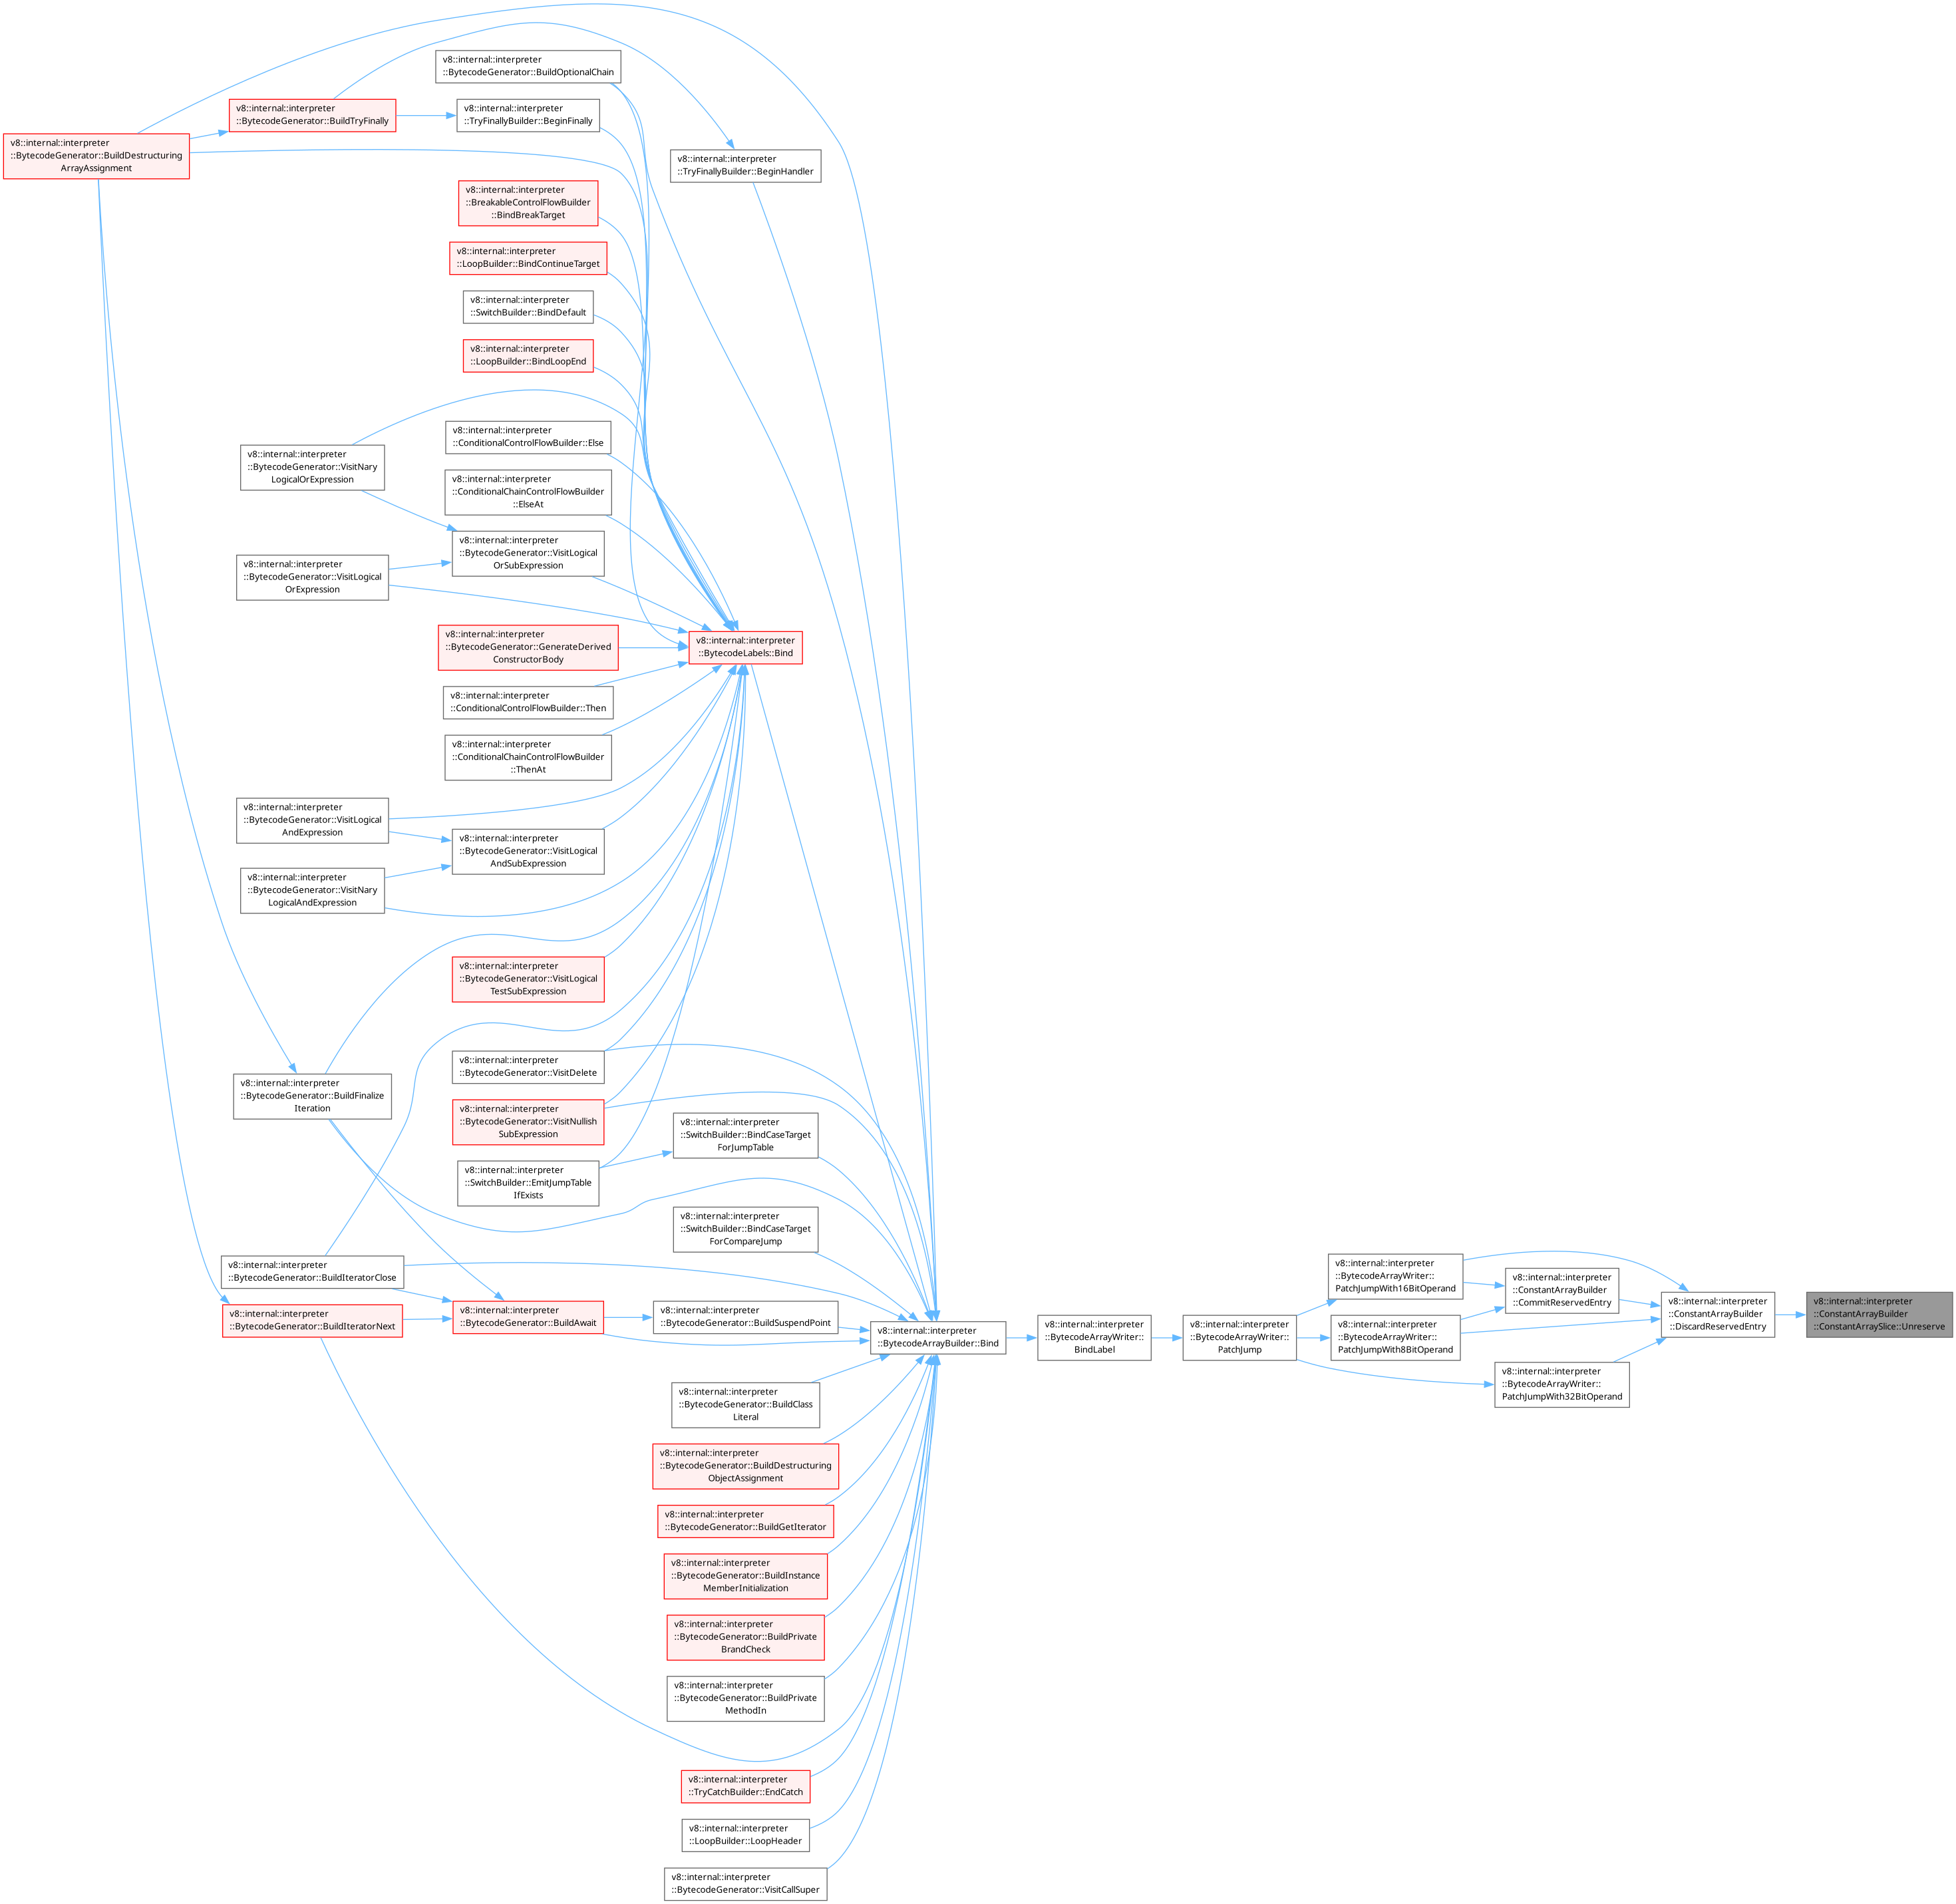 v8::internal::interpreter
::BytecodeGenerator::BuildOptionalChain
v8::internal::interpreter
::BytecodeGenerator::BuildTryFinally
v8::internal::interpreter
::TryFinallyBuilder::BeginFinally
v8::internal::interpreter
::BytecodeGenerator::BuildDestructuring
ArrayAssignment
v8::internal::interpreter
::TryFinallyBuilder::BeginHandler
v8::internal::interpreter
::BreakableControlFlowBuilder
::BindBreakTarget
v8::internal::interpreter
::LoopBuilder::BindContinueTarget
v8::internal::interpreter
::SwitchBuilder::BindDefault
v8::internal::interpreter
::LoopBuilder::BindLoopEnd
v8::internal::interpreter
::ConditionalControlFlowBuilder::Else
v8::internal::interpreter
::BytecodeGenerator::VisitNary
LogicalOrExpression
v8::internal::interpreter
::ConditionalChainControlFlowBuilder
::ElseAt
v8::internal::interpreter
::BytecodeGenerator::VisitLogical
OrSubExpression
v8::internal::interpreter
::BytecodeGenerator::VisitLogical
OrExpression
v8::internal::interpreter
::BytecodeGenerator::GenerateDerived
ConstructorBody
v8::internal::interpreter
::BytecodeLabels::Bind
v8::internal::interpreter
::ConditionalControlFlowBuilder::Then
v8::internal::interpreter
::ConditionalChainControlFlowBuilder
::ThenAt
v8::internal::interpreter
::BytecodeGenerator::VisitLogical
AndExpression
v8::internal::interpreter
::BytecodeGenerator::VisitLogical
AndSubExpression
v8::internal::interpreter
::BytecodeGenerator::VisitNary
LogicalAndExpression
v8::internal::interpreter
::BytecodeGenerator::VisitLogical
TestSubExpression
v8::internal::interpreter
::BytecodeGenerator::VisitDelete
v8::internal::interpreter
::BytecodeGenerator::BuildFinalize
Iteration
v8::internal::interpreter
::BytecodeGenerator::VisitNullish
SubExpression
v8::internal::interpreter
::SwitchBuilder::BindCaseTarget
ForJumpTable
v8::internal::interpreter
::SwitchBuilder::EmitJumpTable
IfExists
v8::internal::interpreter
::SwitchBuilder::BindCaseTarget
ForCompareJump
v8::internal::interpreter
::BytecodeGenerator::BuildIteratorClose
v8::internal::interpreter
::BytecodeGenerator::BuildIteratorNext
v8::internal::interpreter
::BytecodeGenerator::BuildAwait
v8::internal::interpreter
::BytecodeGenerator::BuildSuspendPoint
v8::internal::interpreter
::BytecodeArrayBuilder::Bind
v8::internal::interpreter
::BytecodeArrayWriter::
BindLabel
v8::internal::interpreter
::BytecodeArrayWriter::
PatchJump
v8::internal::interpreter
::BytecodeArrayWriter::
PatchJumpWith16BitOperand
v8::internal::interpreter
::BytecodeArrayWriter::
PatchJumpWith8BitOperand
v8::internal::interpreter
::ConstantArrayBuilder
::CommitReservedEntry
v8::internal::interpreter
::BytecodeArrayWriter::
PatchJumpWith32BitOperand
v8::internal::interpreter
::ConstantArrayBuilder
::DiscardReservedEntry
v8::internal::interpreter
::ConstantArrayBuilder
::ConstantArraySlice::Unreserve
v8::internal::interpreter
::BytecodeGenerator::BuildClass
Literal
v8::internal::interpreter
::BytecodeGenerator::BuildDestructuring
ObjectAssignment
v8::internal::interpreter
::BytecodeGenerator::BuildGetIterator
v8::internal::interpreter
::BytecodeGenerator::BuildInstance
MemberInitialization
v8::internal::interpreter
::BytecodeGenerator::BuildPrivate
BrandCheck
v8::internal::interpreter
::BytecodeGenerator::BuildPrivate
MethodIn
v8::internal::interpreter
::TryCatchBuilder::EndCatch
v8::internal::interpreter
::LoopBuilder::LoopHeader
v8::internal::interpreter
::BytecodeGenerator::VisitCallSuper